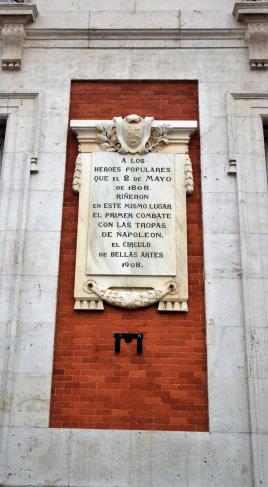 A LOS
HEROES POPULARES
QUE EL 2 DE MAYO
DE 1808.
RIÑERON
EN ESTE MISMO LUGAR
EL PRIMER COMBATE
CON LAS TROPAS
DE NAPOLEON,
EL CIRCULO
DE BELLAS ARTES
1908.